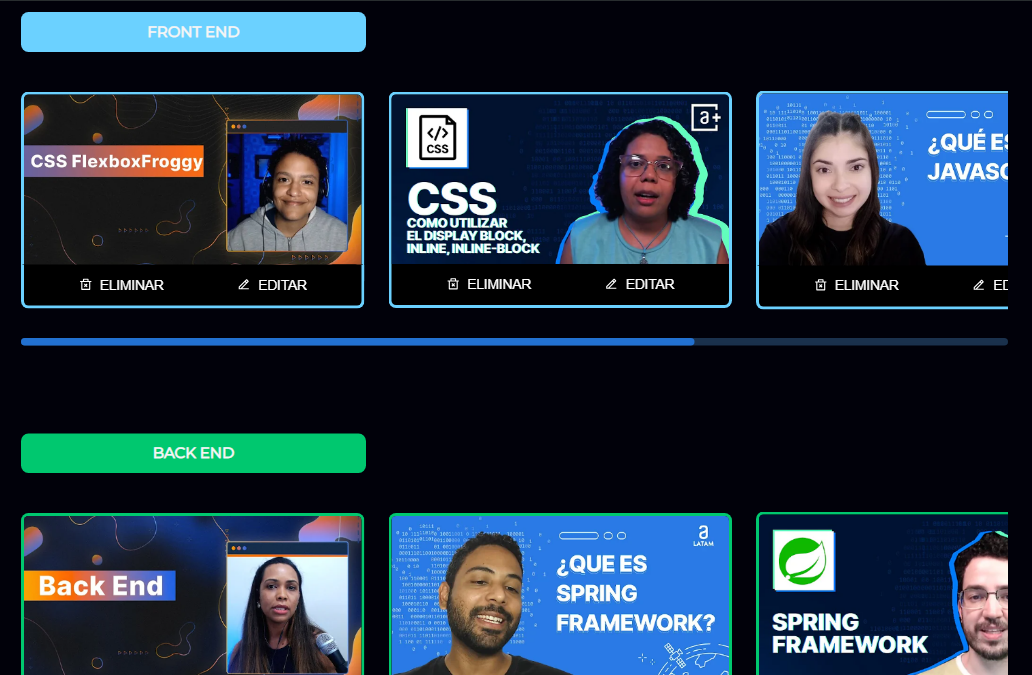 FRONT END
CSS FlexboxFroggy
CSS
a+
CSS
COMO UTILIZAR
EL DISPLAY BLOCK,
INLINE, INLINE-BLOCK
¿QUÉ ES
JAVASC
ELIMINAR
EDITAR
ELIMINAR
EDITAR
ELIMINAR
ED
BACK END
Back End
a
LATAM
¿QUE ES
SPRING
FRAMEWORK?
SPRING
FRAMEWORK